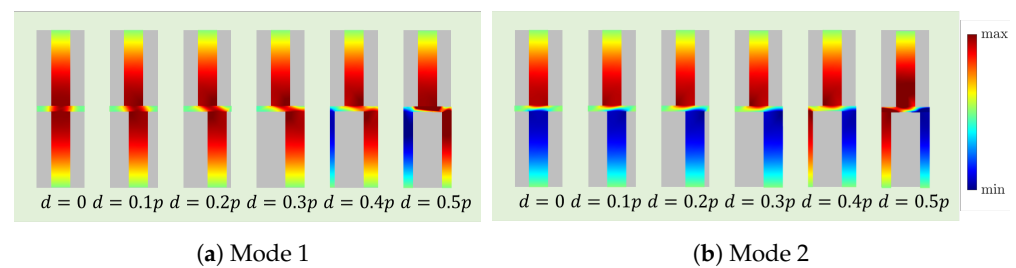 max
min
d = 0 d = 0.1p d = 0.2p d = 0.3p d = 0.4p d = 0.5p
d = 0 d = 0.1p d = 0.2p d = 0.3p d = 0.4p d = 0.5p
(a) Mode 1
(b) Mode 2